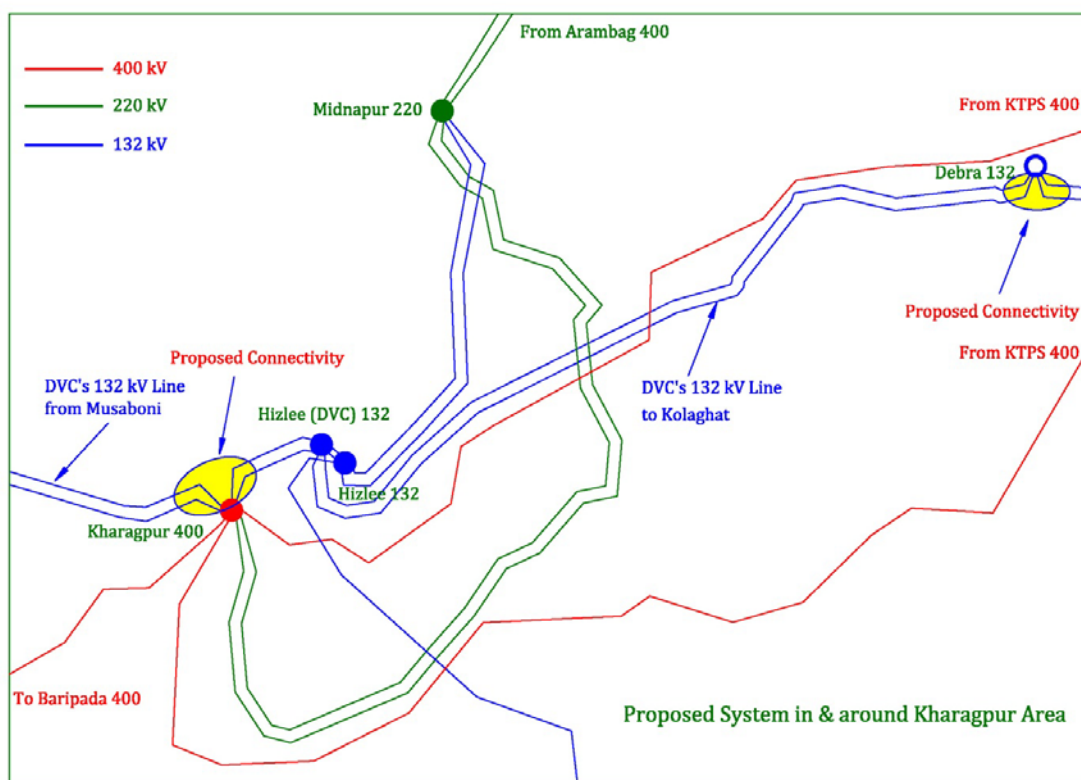 From Arambag 400
400 kV
220 kV
132 kV
Midnapur 220
From KTPS 400
Debra 132
Proposed Connectivity
From KTPS 400
Proposed Connectivity
DVC's 132 kV Line
from Musaboni
Hizlee (DVC) 132
DVC's 132 kV Line
to Kolaghat
Hizlee 132
Kharagpur 400
To Baripada 400
Proposed System in & around Kharagpur Area